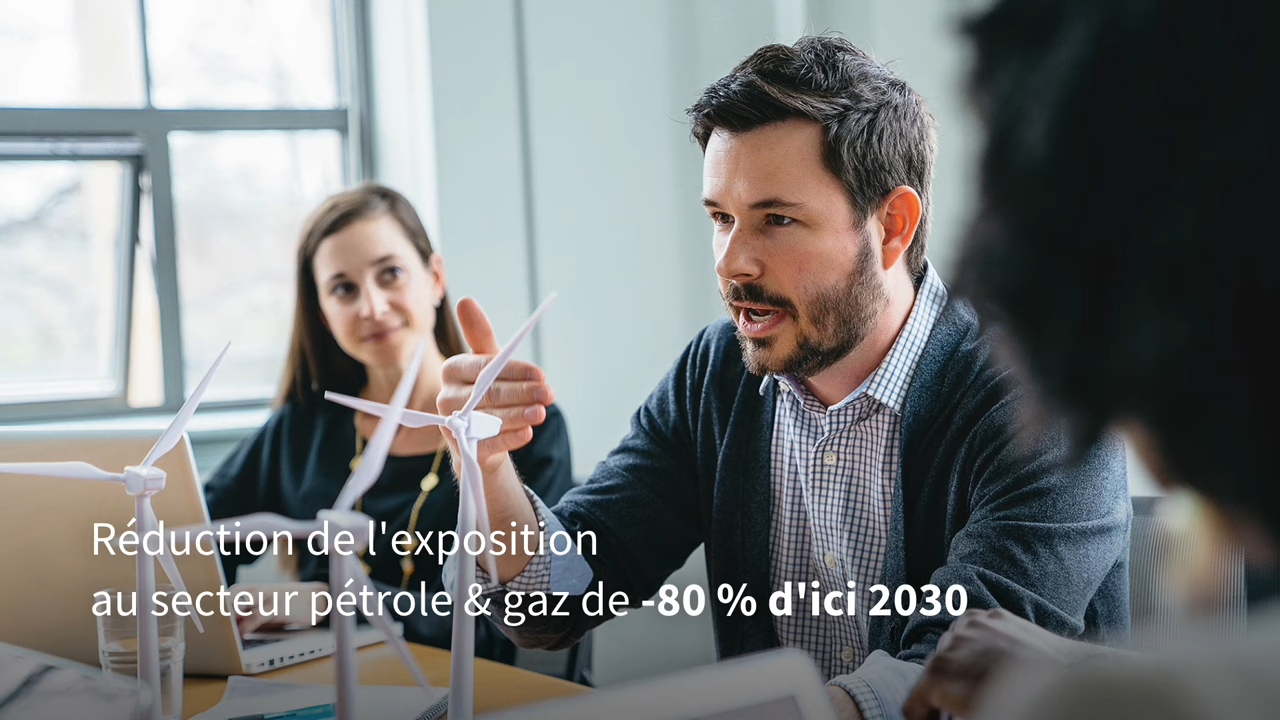 Réduction de l'exposition
au secteur pétrole & gaz de -80 % d'ici 2030